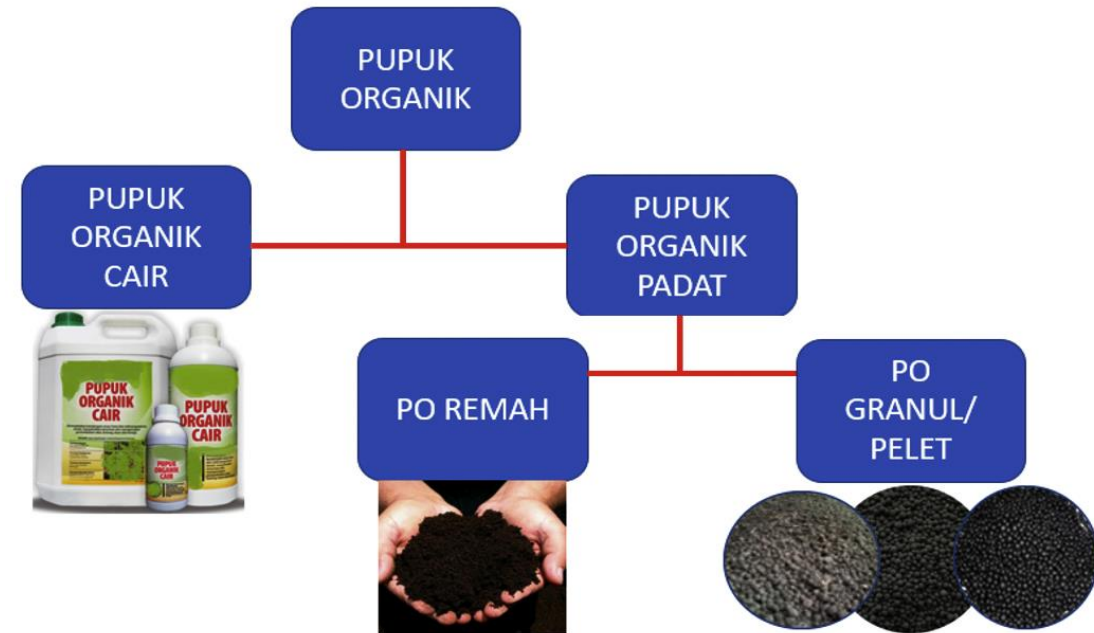 PUPUK
ORGANIK
PUPUK
ORGANIK
CAIR
PUPUK
ORGANIK
PADAT
PUPUK
ORGANIK
CAIR
PUPUK
ORGANIK
CAIR
PUPUK
ORGANIK
CAIR
PO REMAH
PO
GRANUL/
PELET